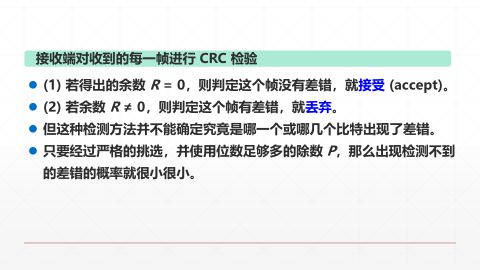 接收端对收到的每一帧进行 CRC 检验
(1) 若得出的余数 R = 0，则判定这个帧没有差错，就接受 (accept)。
(2) 若余数 R ≠ 0，则判定这个帧有差错，就丢弃。
但这种检测方法并不能确定究竟是哪一个或哪几个比特出现了差错。
只要经过严格的挑选，并使用位数足够多的除数 P，那么出现检测不到
的差错的概率就很小很小。